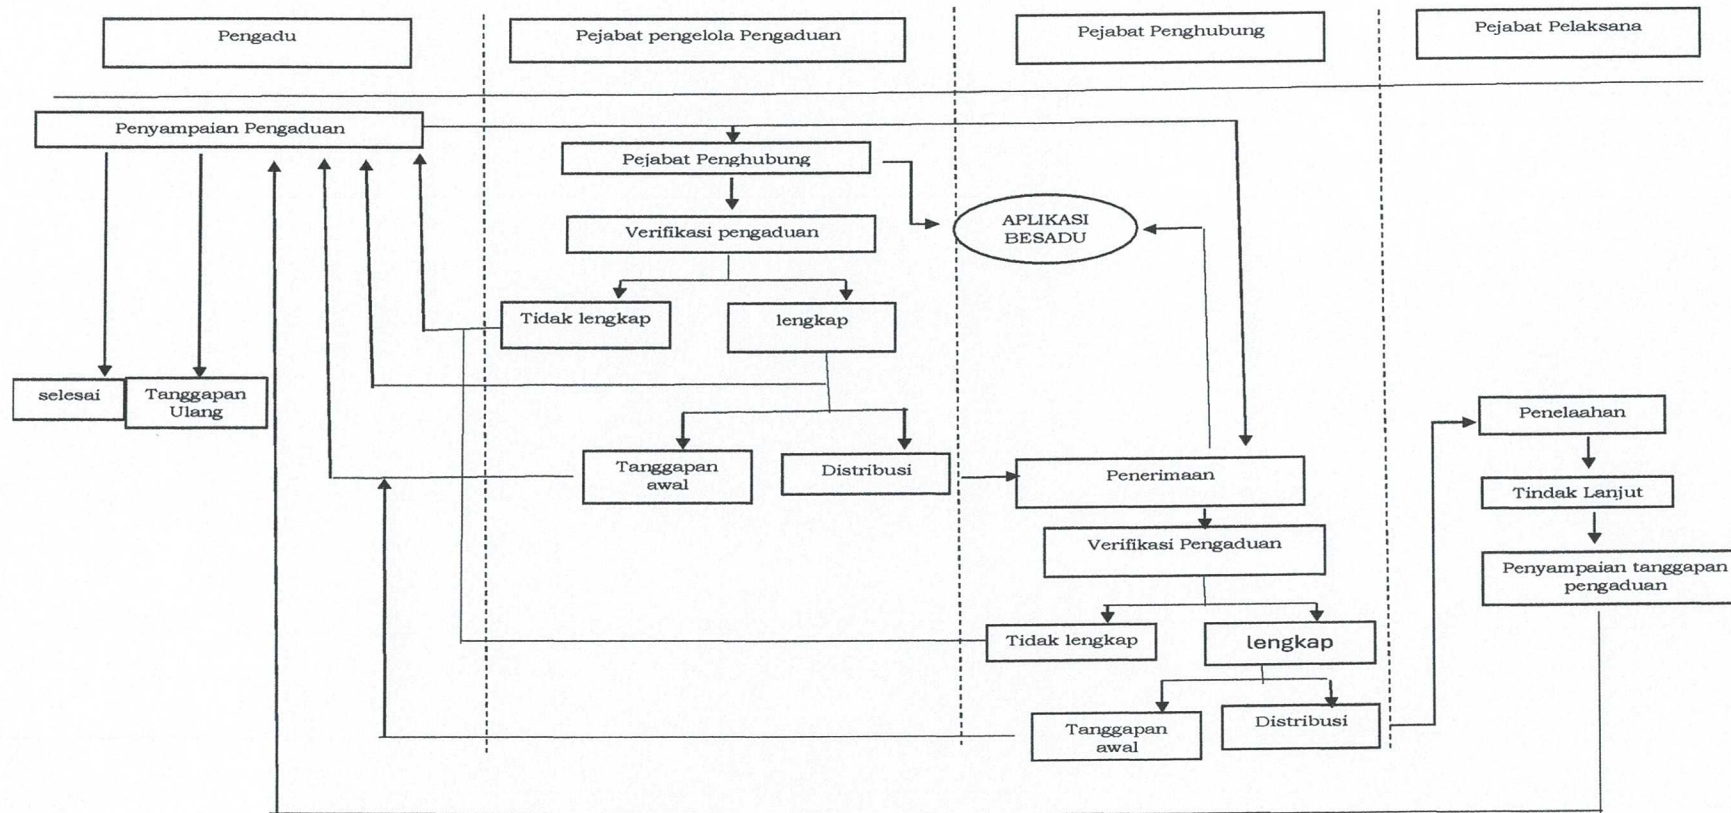 Pengadu
Pejabat pengelola Pengaduan
Pejabat Penghubung
Pejabat Pelaksana
Penyampaian Pengaduan
Pejabat Penghubung
Verifikasi pengaduan
APLIKASI
BESADU
Tidak lengkap
lengkap
selesai
Tanggapan
Ulang
Tanggapan
awal
Distribusi
Penerimaan
Verifikasi Pengaduan
Tidak lengkap
lengkap
Tanggapan
awal
Distribusi
Penelaahan
Tindak Lanjut
Penyampaian tanggapan
pengaduan